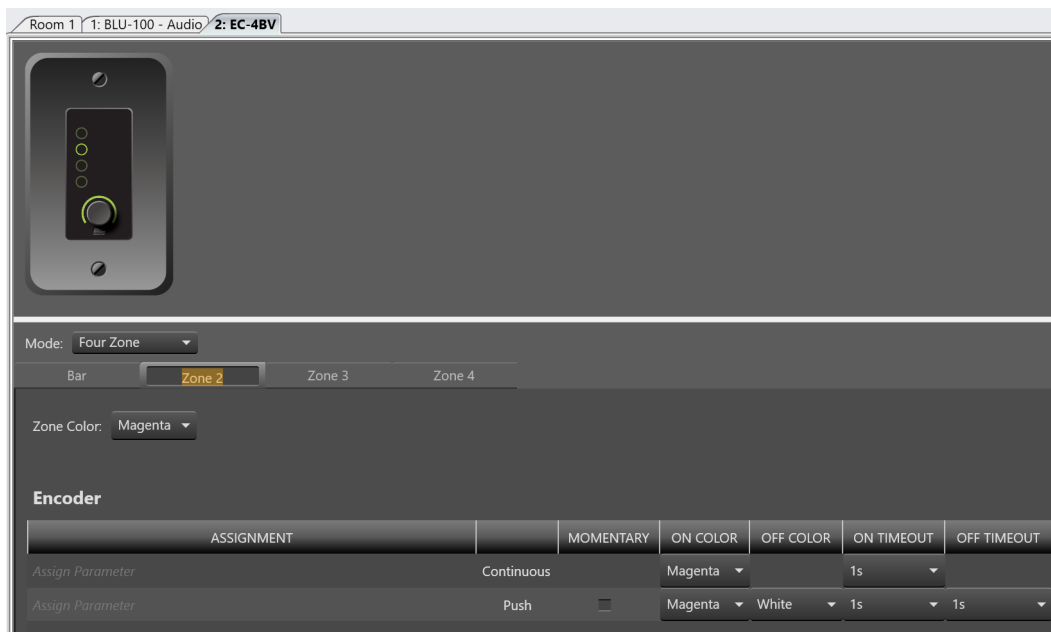 Room 1 1: BLU-100 - Audio 2: EC-4BV
Mode: Four Zone
Bar Zone 2 Zone 3 Zone 4
Zone Color: Magenta
Encoder
ASSIGNMENT MOMENTARY ON COLOR OFF COLOR ON TIMEOUT OFF TIMEOUT
Assign Parameter Continuous Magenta 1s
Assign Parameter Push Magenta White 1s 1s